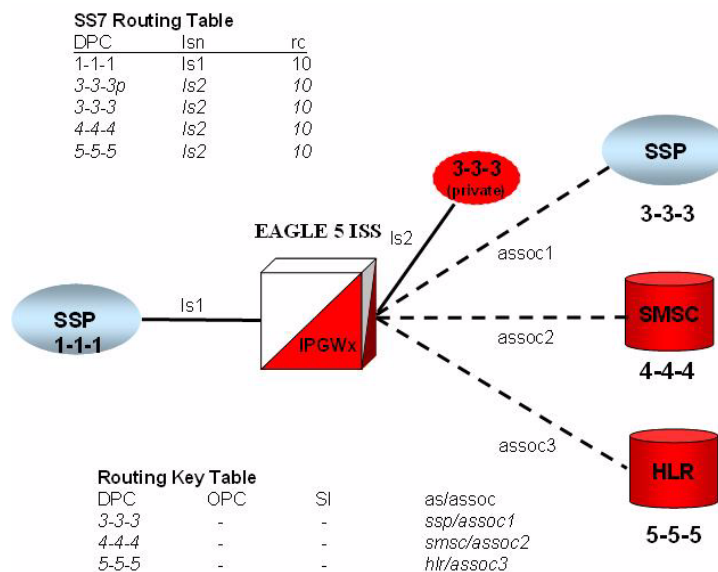 SS7 Routing Table
DPC lsn rc
1-1-1 ls1 10
3-3-3p ls2 10
3-3-3 ls2 10
4-4-4 ls2 10
5-5-5 ls2 10
3-3-3
(private)
SSP
3-3-3
EAGLE 5 ISS
ls2
assoc1
ls1
SSP
1-1-1
IPGWx
assoc2
SMSC
4-4-4
assoc3
HLR
5-5-5
Routing Key Table
DPC OPC SI as/assoc
3-3-3 - - ssp/assoc1
4-4-4 - - smsc/assoc2
5-5-5 - - hlr/assoc3